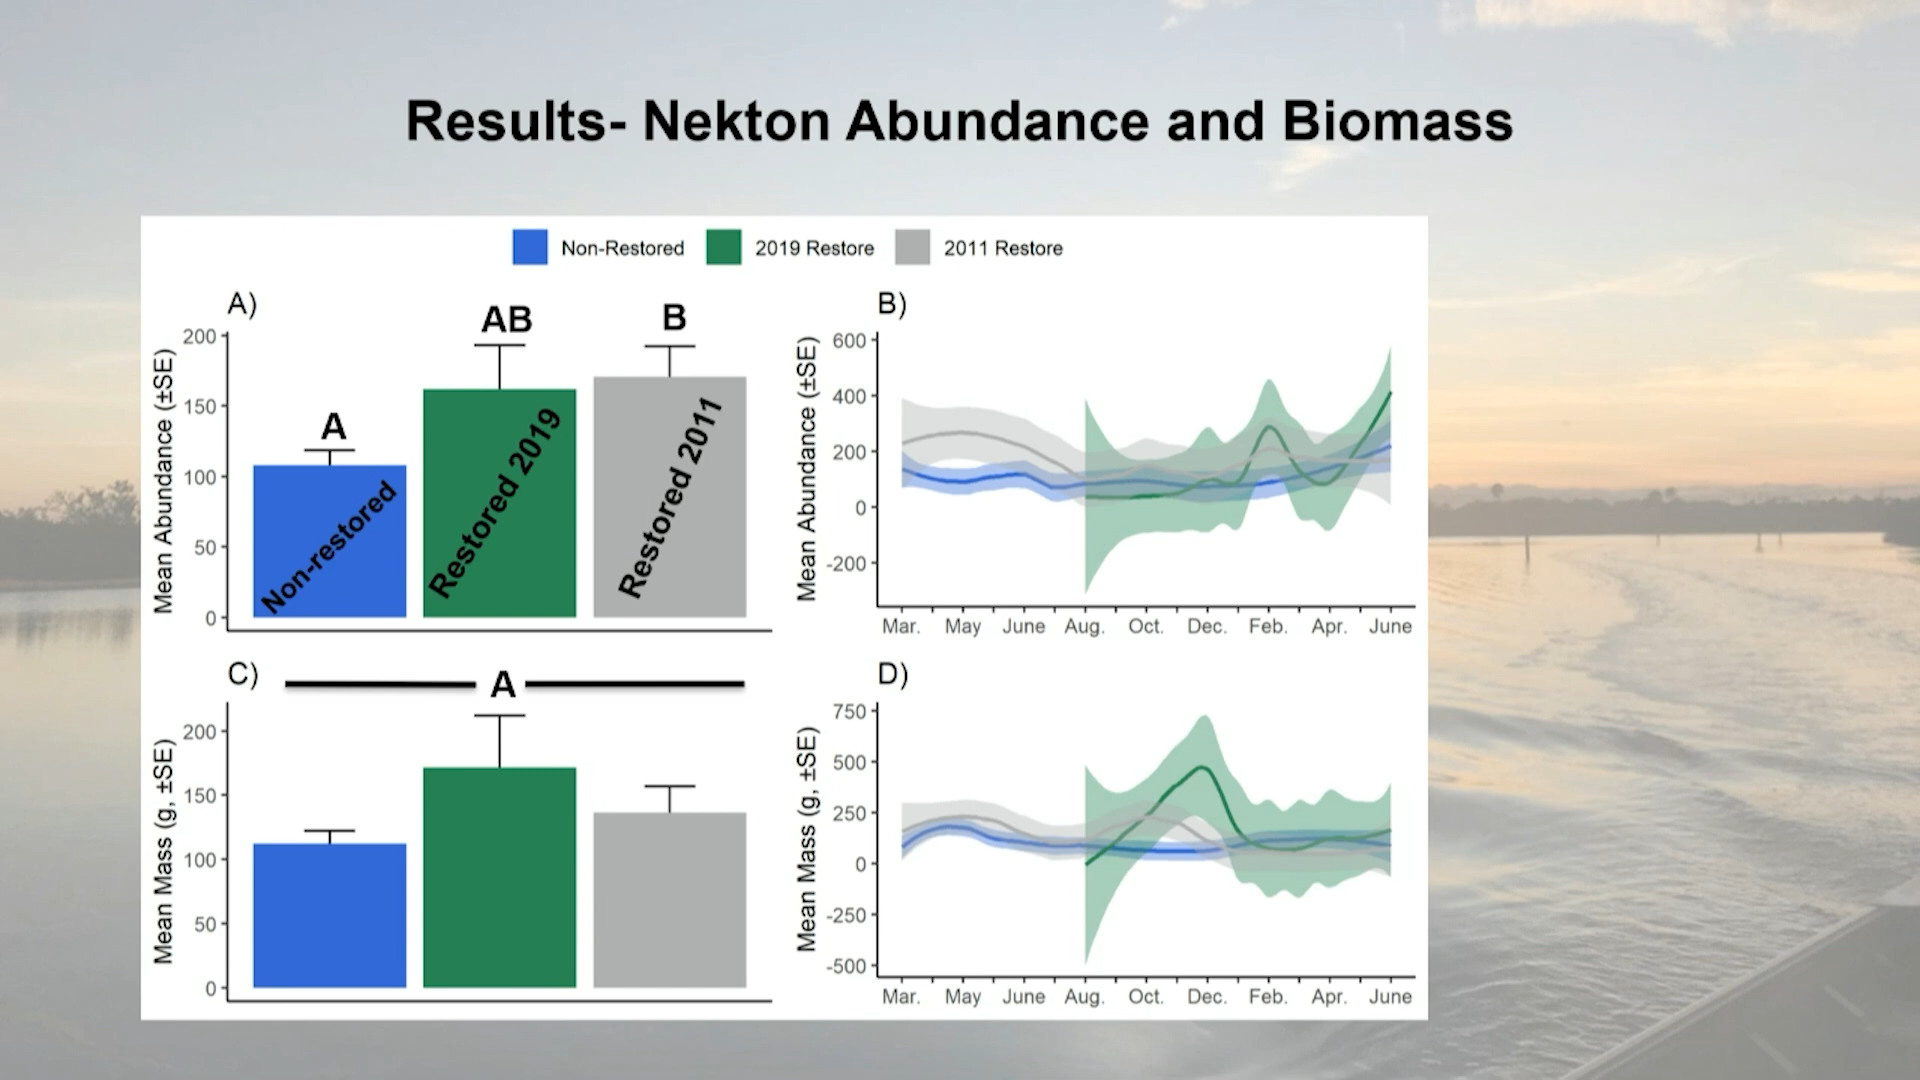 Results- Nekton Abundance and Biomass
Non-Restored 2019 Restore 2011 Restore
A)
Mean Abundance (±SE)
200
150
100
50
0
A
AB
B
Non-restored
Restored 2019
Restored 2011
B)
Mean Abundance (±SE)
600
400
200
0
-200
Mar. May June Aug. Oct. Dec. Feb. Apr. June
C)
A
Mean Mass (g, ±SE)
200
150
100
50
0
D)
Mean Mass (g, ±SE)
750
500
250
0
-250
-500
Mar. May June Aug. Oct. Dec. Feb. Apr. June